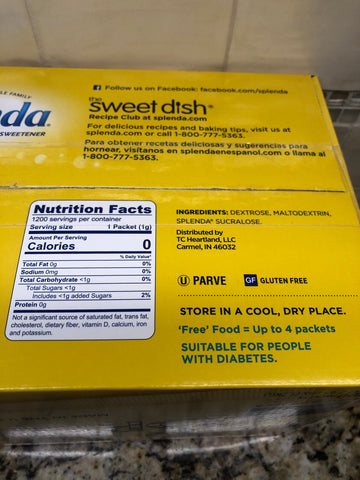 LE FAMILY
nda
SWEETENER
Follow us on Facebook: facebook.com/splenda
the
sweet dish®
Recipe Club at splenda.com
For delicious recipes and baking tips, visit us at
splenda.com or call 1-800-777-5363.
Para obtener recetas deliciosas y sugerencias para
hornear, visítanos en splendaenespanol.com o llama al
1-800-777-5363.
Nutrition Facts
1200 servings per container
Serving size 1 Packet (1g)
Amount Per Serving
Calories 0
% Daily Value*
Total Fat 0g 0%
Sodium 0mg 0%
Total Carbohydrate <1g 0%
Total Sugars <1g
Includes <1g added Sugars 2%
Protein 0g
Not a significant source of saturated fat, trans fat,
cholesterol, dietary fiber, vitamin D, calcium, iron
and potassium.
INGREDIENTS: DEXTROSE, MALTODEXTRIN,
SPLENDA® SUCRALOSE.
Distributed by
TC Heartland, LLC
Carmel, IN 46032
U PARVE GF GLUTEN FREE
STORE IN A COOL, DRY PLACE.
'Free' Food = Up to 4 packets
SUITABLE FOR PEOPLE
WITH DIABETES.